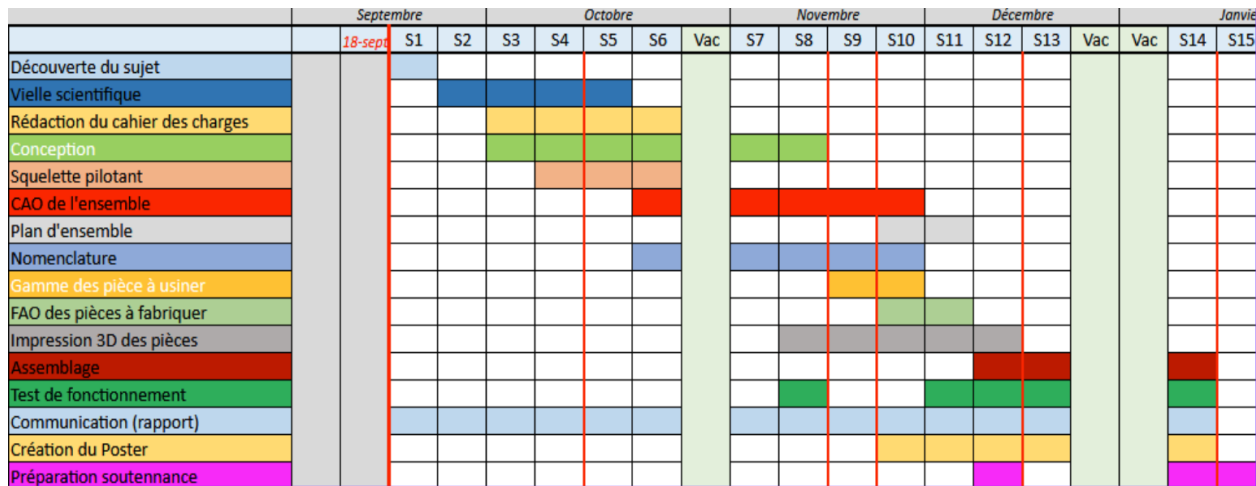 Septembre Octobre Novembre Décembre Janvie
18-sept S1 S2 S3 S4 S5 S6 Vac S7 S8 S9 S10 S11 S12 S13 Vac Vac S14 S15
Découverte du sujet
Vielle scientifique
Rédaction du cahier des charges
Conception
Squelette pilotant
CAO de l'ensemble
Plan d'ensemble
Nomenclature
Gamme des pièce à usiner
FAO des pièces à fabriquer
Impression 3D des pièces
Assemblage
Test de fonctionnement
Communication (rapport)
Création du Poster
Préparation soutennance